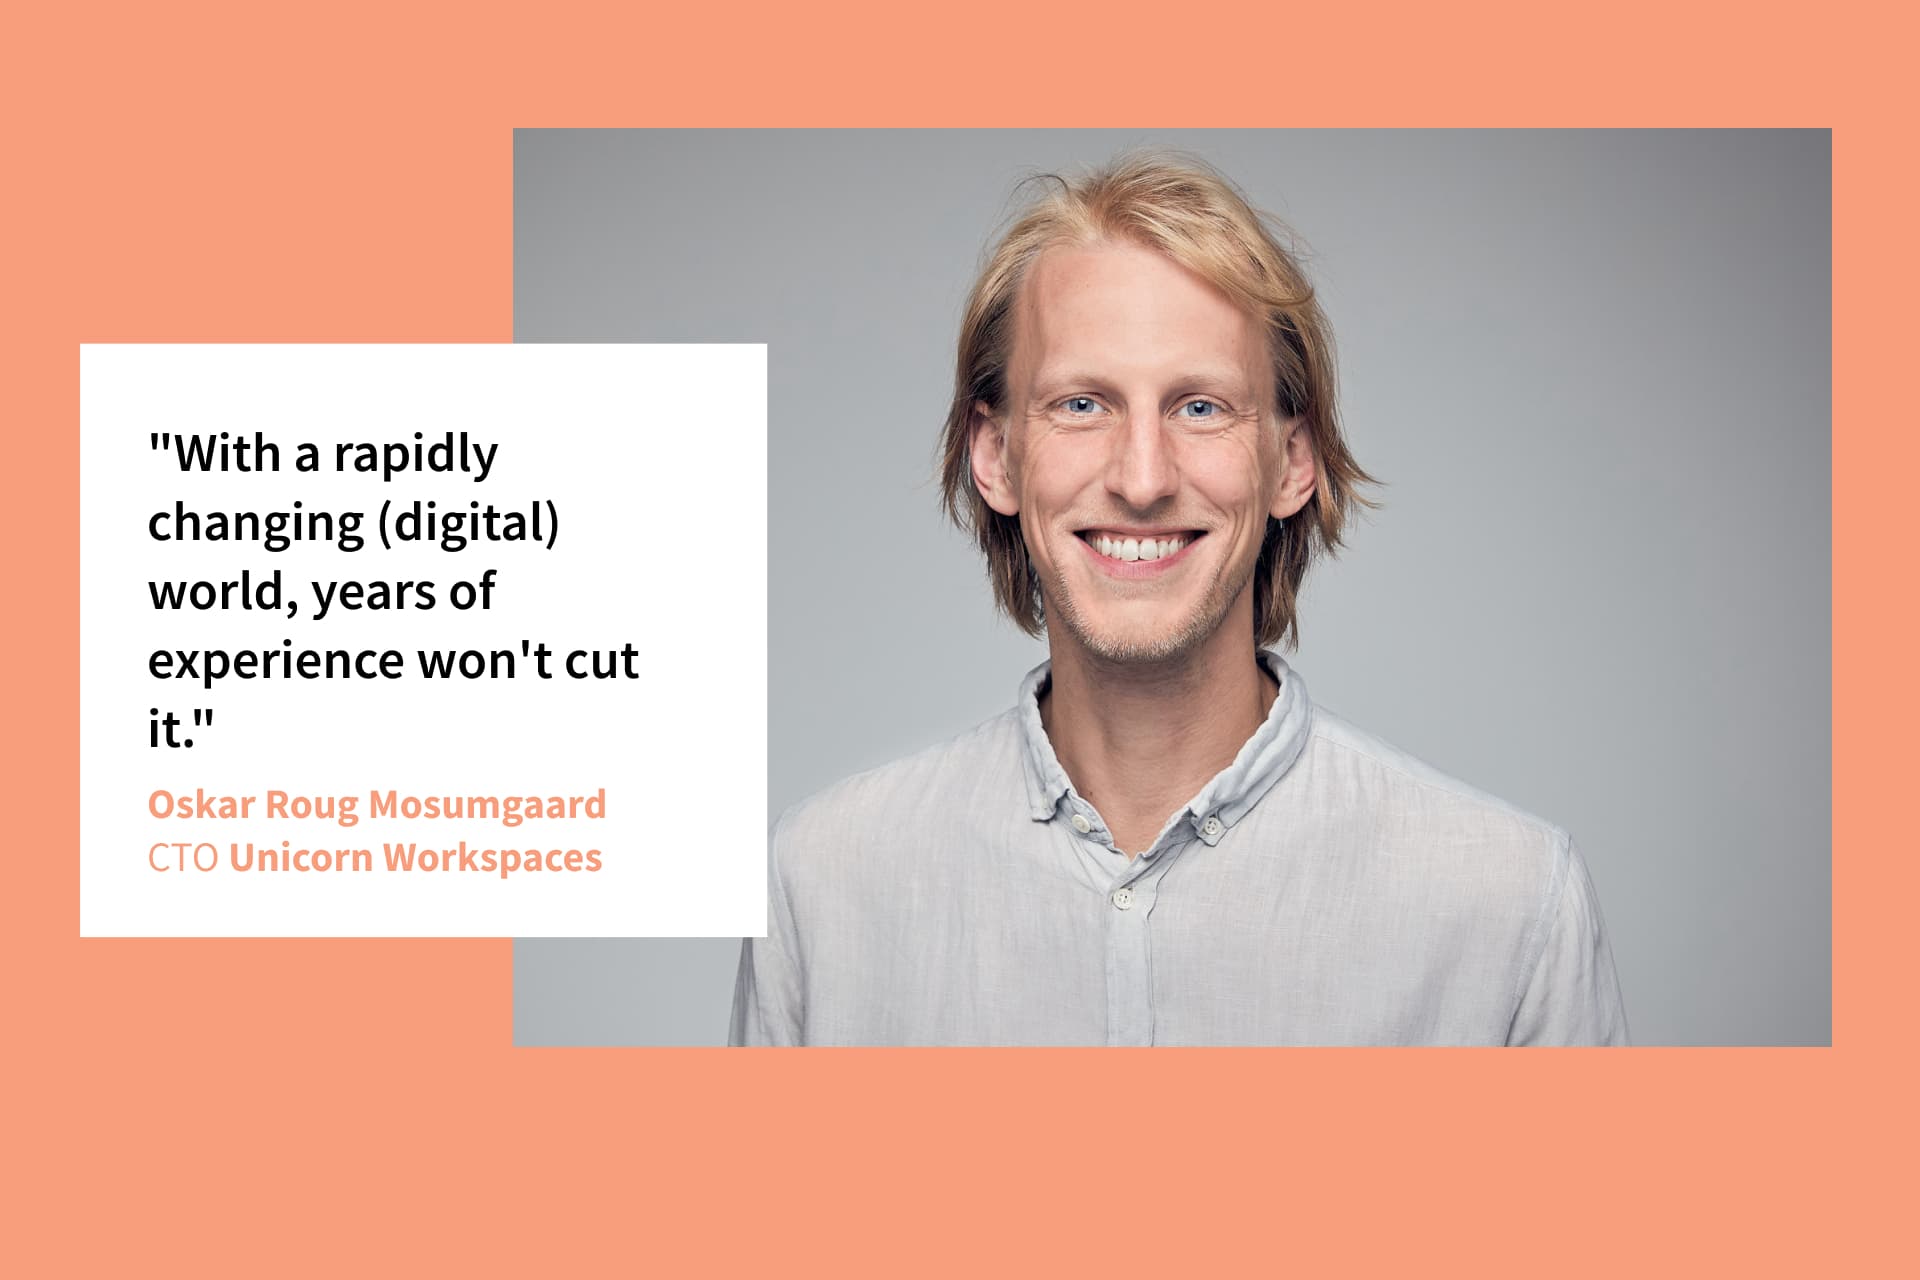 "With a rapidly
changing (digital)
world, years of
experience won't cut
it."
Oskar Roug Mosumgaard
CTO Unicorn Workspaces